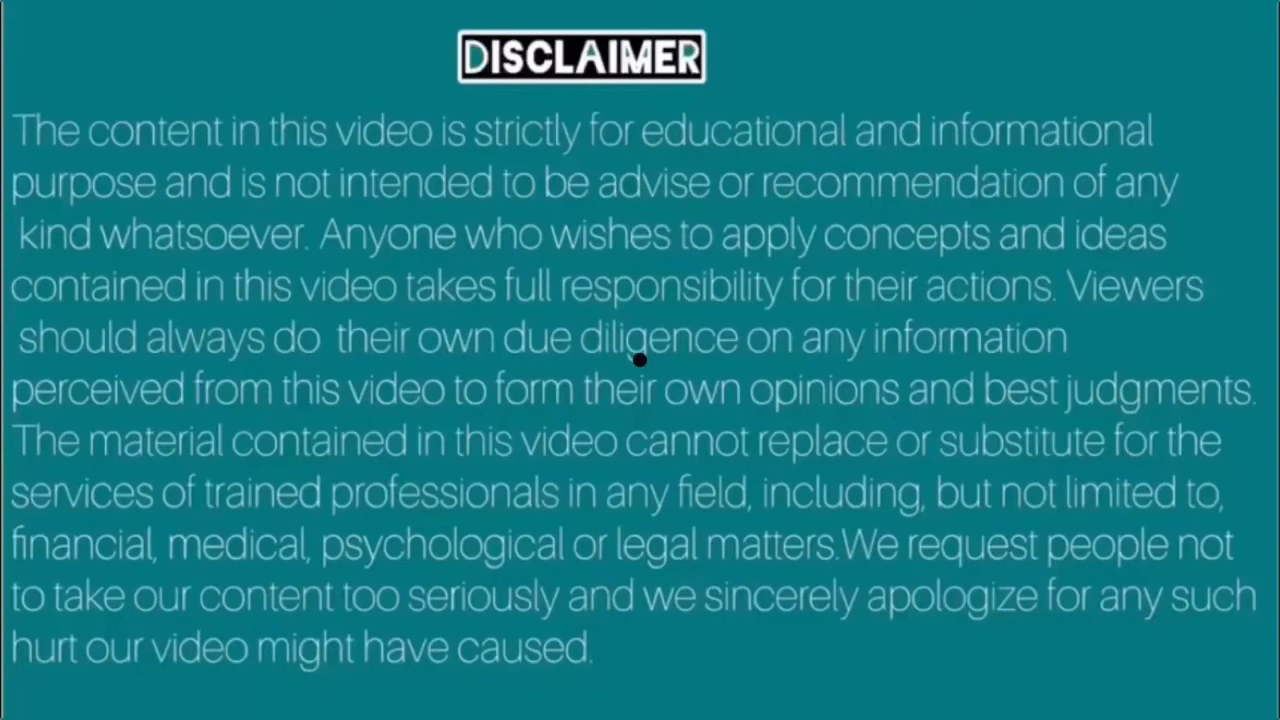 DISCLAIMER
The content in this video is strictly for educational and informational
purpose and is not intended to be advise or recommendation of any
kind whatsoever. Anyone who wishes to apply concepts and ideas
contained in this video takes full responsibility for their actions. Viewers
should always do their own due diligence on any information
perceived from this video to form their own opinions and best judgments.
The material contained in this video cannot replace or substitute for the
services of trained professionals in any field, including, but not limited to,
financial, medical, psychological or legal matters.We request people not
to take our content too seriously and we sincerely apologize for any such
hurt our video might have caused.